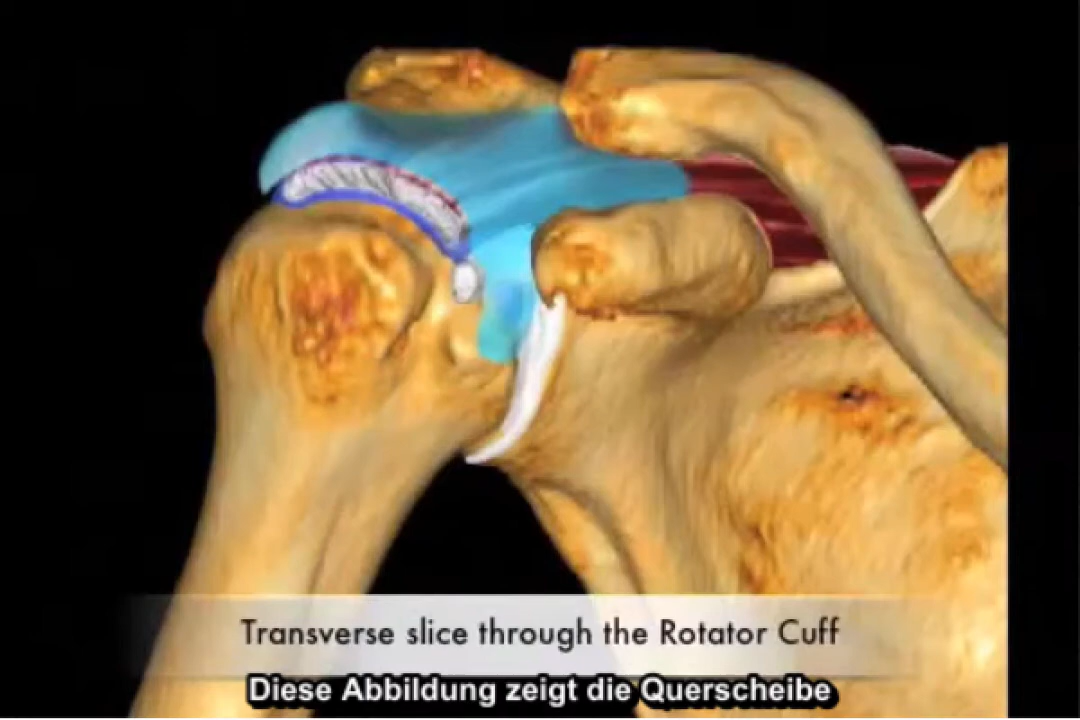 Transverse slice through the Rotator Cuff
Diese Abbildung zeigt die Querscheibe